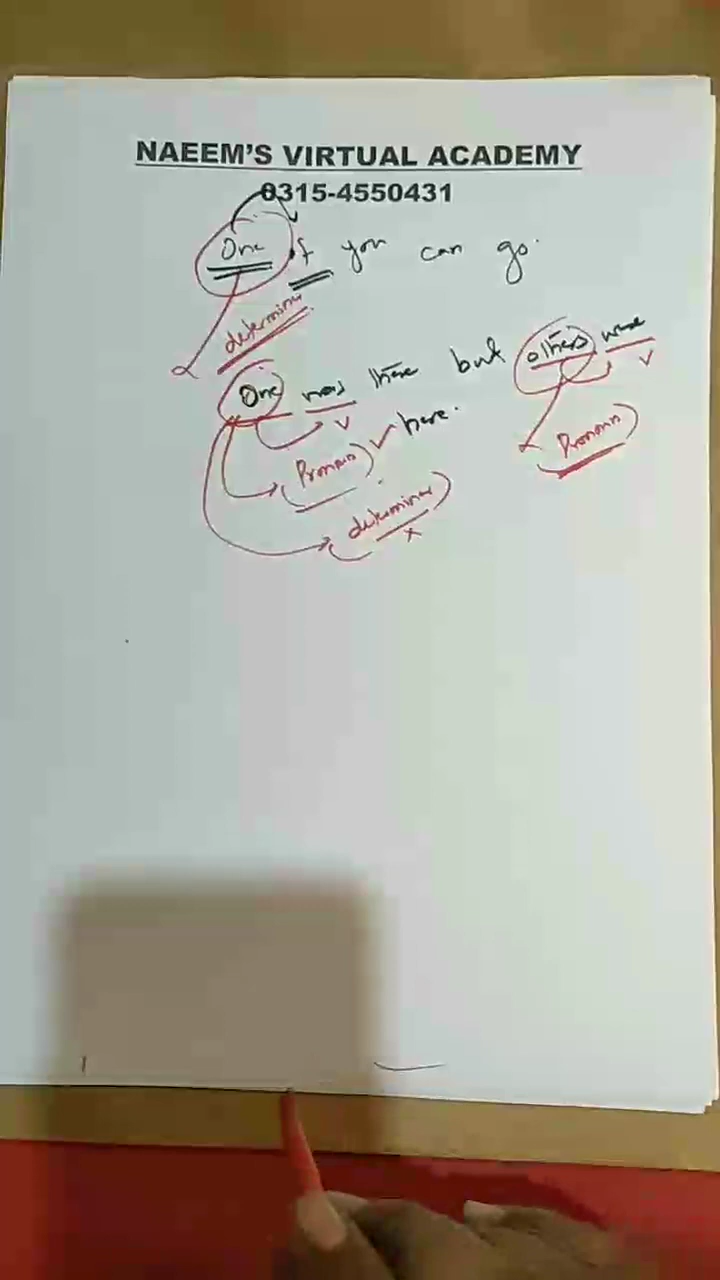 NAEEM'S VIRTUAL ACADEMY
0315-4550431
One of you can go.
determiner
One was there but others were
v
v
Pronoun
here.
Pronoun
determiner
x